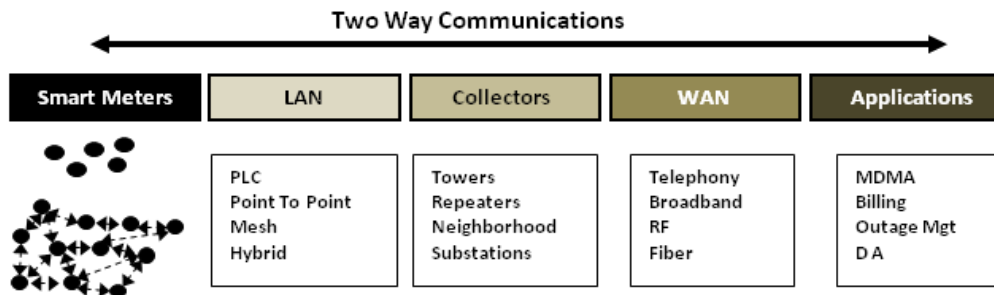 Two Way Communications
Smart Meters
LAN
Collectors
WAN
Applications
PLC
Point To Point
Mesh
Hybrid
Towers
Repeaters
Neighborhood
Substations
Telephony
Broadband
RF
Fiber
MDMA
Billing
Outage Mgt
D A